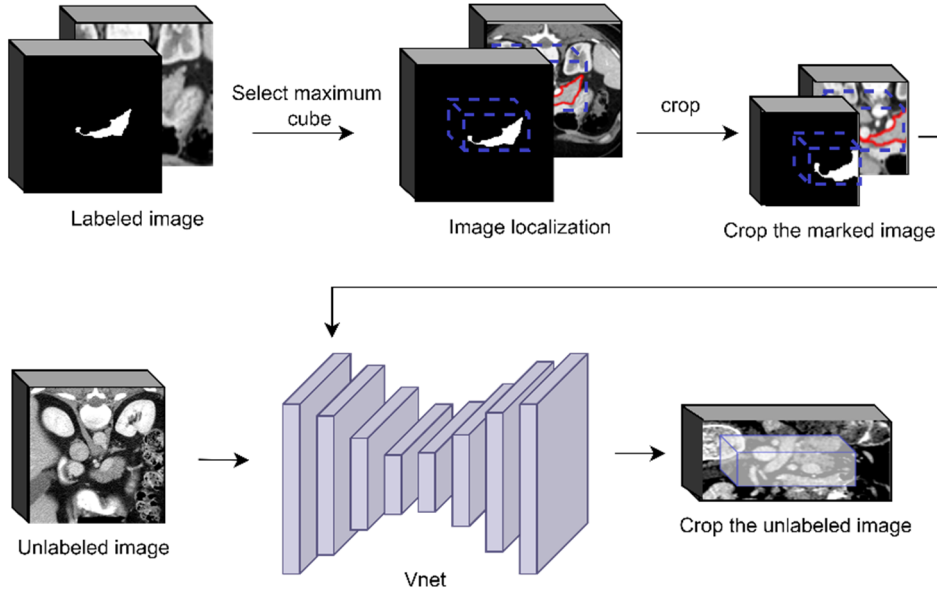 Select maximum
cube
crop
Labeled image
Image localization
Crop the marked image
Unlabeled image
Vnet
Crop the unlabeled image